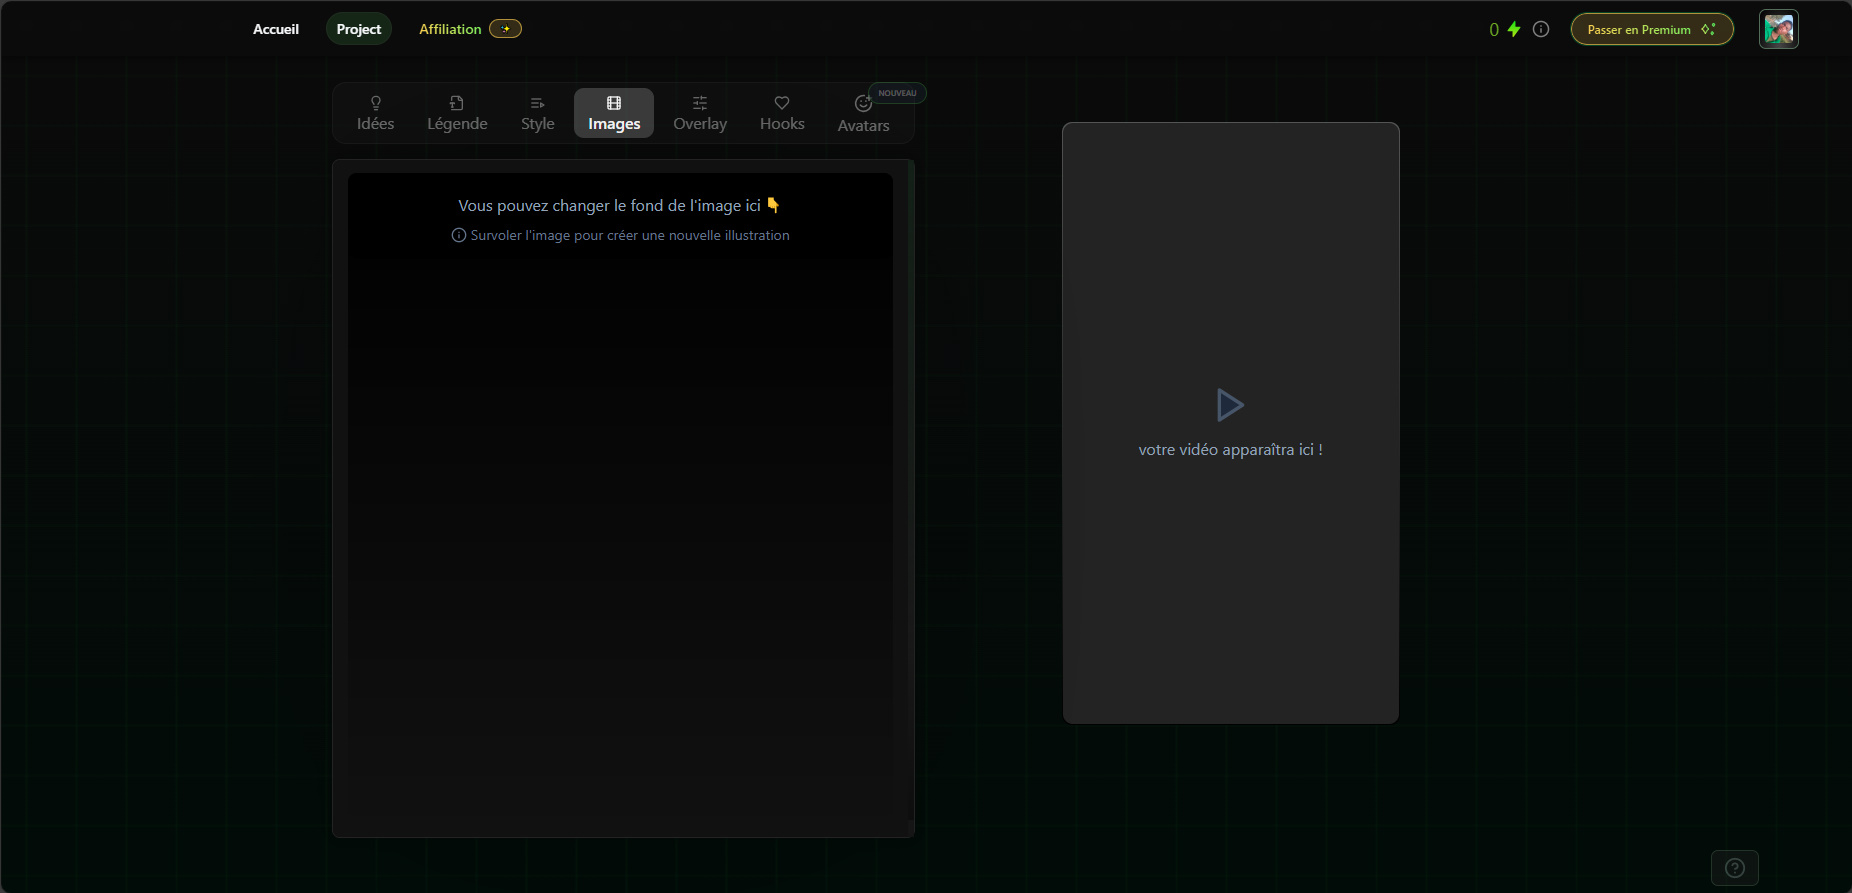 Accueil
Project
Affiliation
0
Passer en Premium
Idées
Légende
Style
Images
Overlay
Hooks
Avatars
NOUVEAU
Vous pouvez changer le fond de l'image ici
Survoler l'image pour créer une nouvelle illustration
votre vidéo apparaîtra ici !